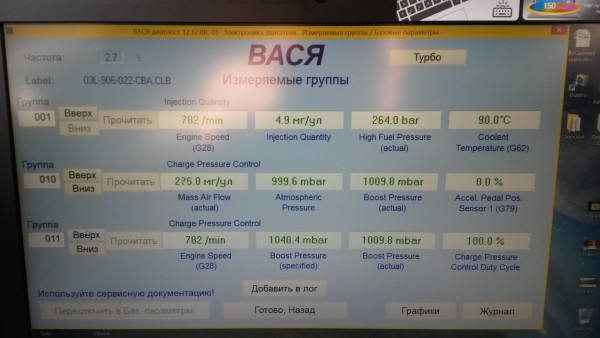 ВАСЯ диагност 12.12.0R: 01- Электроника двигателя, Измеряемые группы / Базовые параметры
Частота: 2.7
ВАСЯ
Турбо
Label: 03L-906-022-CBA.CLB
Измеряемые группы
Группа
Injection Quantity
001 Вверх Вниз Прочитать 782 /min 4.9 мг/уп 264.0 bar 90.0°C
Engine Speed (G28) Injection Quantity High Fuel Pressure (actual) Coolant Temperature (G62)
Группа
Charge Pressure Control
010 Вверх Вниз Прочитать 225.0 мг/уп 999.6 mbar 1009.8 mbar 0.0 %
Mass Air Flow (actual) Atmospheric Pressure Boost Pressure (actual) Accel. Pedal Pos. Sensor 1 (G79)
Группа
Charge Pressure Control
011 Вверх Вниз Прочитать 782 /min 1040.4 mbar 1009.8 mbar 100.0 %
Engine Speed (G28) Boost Pressure (specified) Boost Pressure (actual) Charge Pressure Control Duty Cycle
Добавить в лог
Используйте сервисную документацию!
Переключить в Баз. параметры Готово, Назад Графики Журнал
150